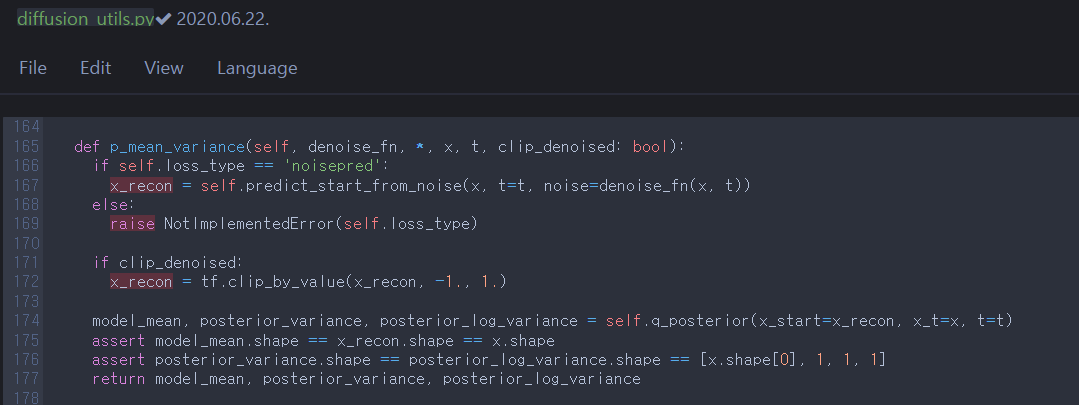 diffusion_utils.py✔ 2020.06.22.
File Edit View Language
164
165 def p_mean_variance(self, denoise_fn, *, x, t, clip_denoised: bool):
166 if self.loss_type == 'noisepred':
167 x_recon = self.predict_start_from_noise(x, t=t, noise=denoise_fn(x, t))
168 else:
169 raise NotImplementedError(self.loss_type)
170
171 if clip_denoised:
172 x_recon = tf.clip_by_value(x_recon, -1., 1.)
173
174 model_mean, posterior_variance, posterior_log_variance = self.q_posterior(x_start=x_recon, x_t=x, t=t)
175 assert model_mean.shape == x_recon.shape == x.shape
176 assert posterior_variance.shape == posterior_log_variance.shape == [x.shape[0], 1, 1, 1]
177 return model_mean, posterior_variance, posterior_log_variance
178